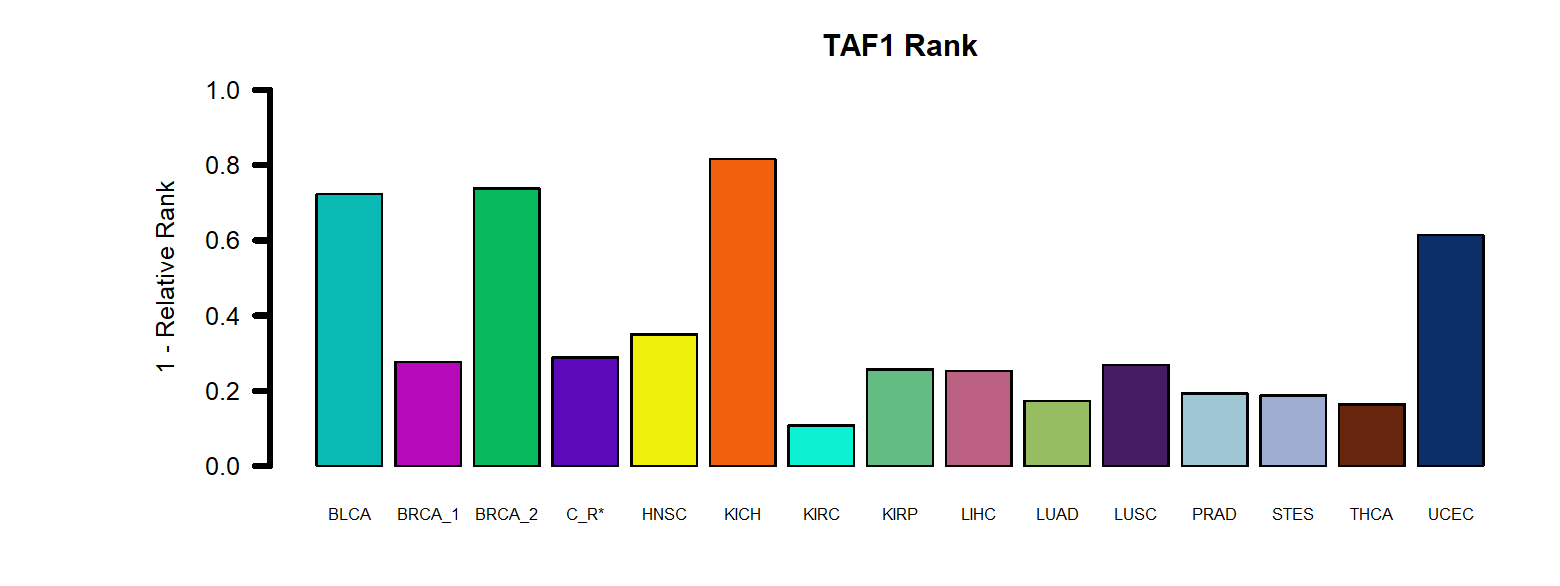 TAF1 Rank
1 - Relative Rank
1.0
0.8
0.6
0.4
0.2
0.0
BLCA BRCA_1 BRCA_2 C_R* HNSC KICH KIRC KIRP LIHC LUAD LUSC PRAD STES THCA UCEC